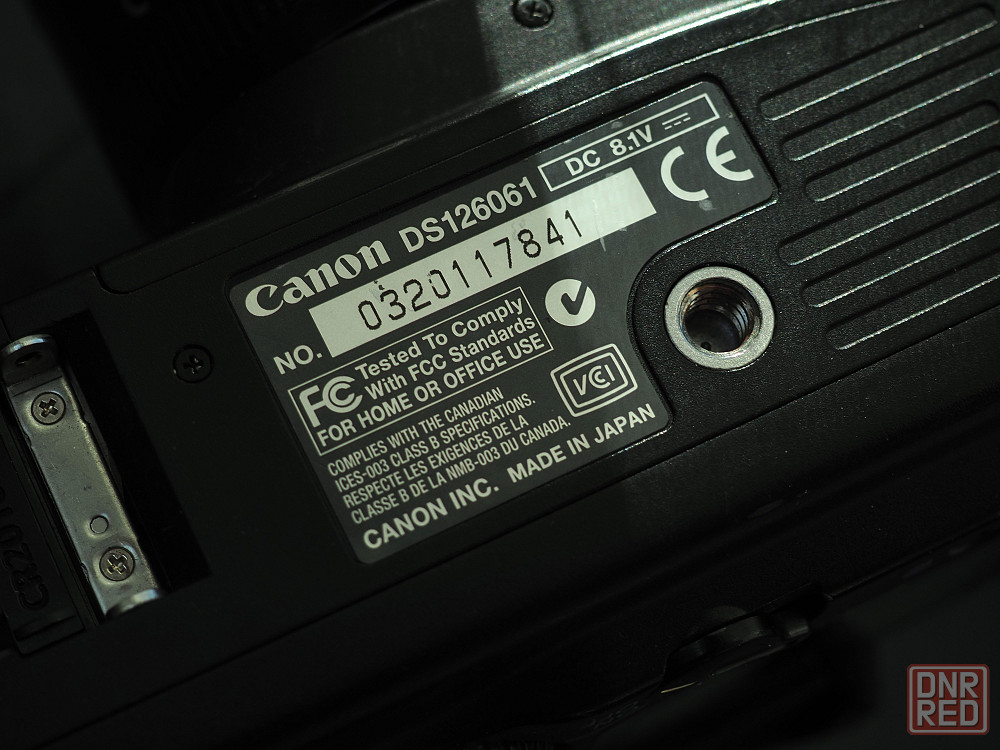 Canon DS126061 DC 8.1V
NO. 0320117841
CE
FC Tested To Comply
With FCC Standards
FOR HOME OR OFFICE USE
VCI
COMPLIES WITH THE CANADIAN
ICES-003 CLASS B SPECIFICATIONS.
RESPECTE LES EXIGENCES DE LA
CLASSE B DE LA NMB-003 DU CANADA.
CANON INC. MADE IN JAPAN
DNR
RED